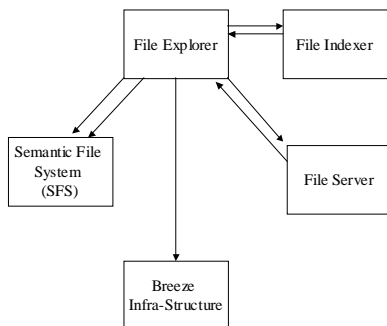 File Explorer
File Indexer
Semantic File
System
(SFS)
File Server
Breeze
Infra-Structure